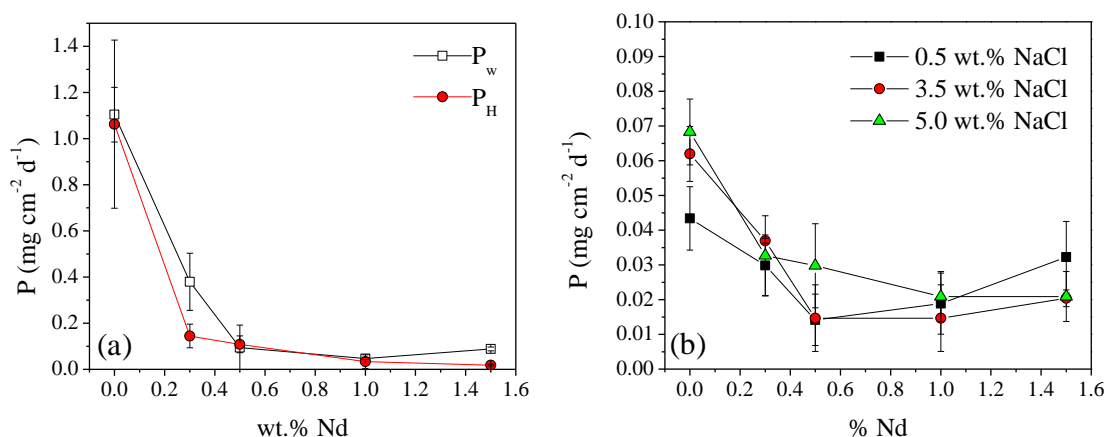 1.4
1.2
1.0
0.8
0.6
0.4
0.2
0.0
P (mg cm⁻² d⁻¹)
P_w
P_H
(a)
0.0 0.2 0.4 0.6 0.8 1.0 1.2 1.4 1.6
wt.% Nd
0.10
0.09
0.08
0.07
0.06
0.05
0.04
0.03
0.02
0.01
0.00
P (mg cm⁻² d⁻¹)
0.5 wt.% NaCl
3.5 wt.% NaCl
5.0 wt.% NaCl
(b)
0.0 0.2 0.4 0.6 0.8 1.0 1.2 1.4 1.6
% Nd